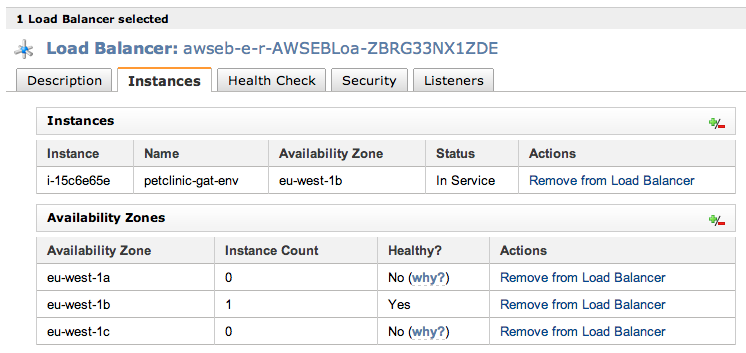 1 Load Balancer selected
Load Balancer: awseb-e-r-AWSEBLoa-ZBRG33NX1ZDE
Description Instances Health Check Security Listeners
Instances
Instance Name Availability Zone Status Actions
i-15c6e65e petclinic-gat-env eu-west-1b In Service Remove from Load Balancer
Availability Zones
Availability Zone Instance Count Healthy? Actions
eu-west-1a 0 No (why?) Remove from Load Balancer
eu-west-1b 1 Yes Remove from Load Balancer
eu-west-1c 0 No (why?) Remove from Load Balancer